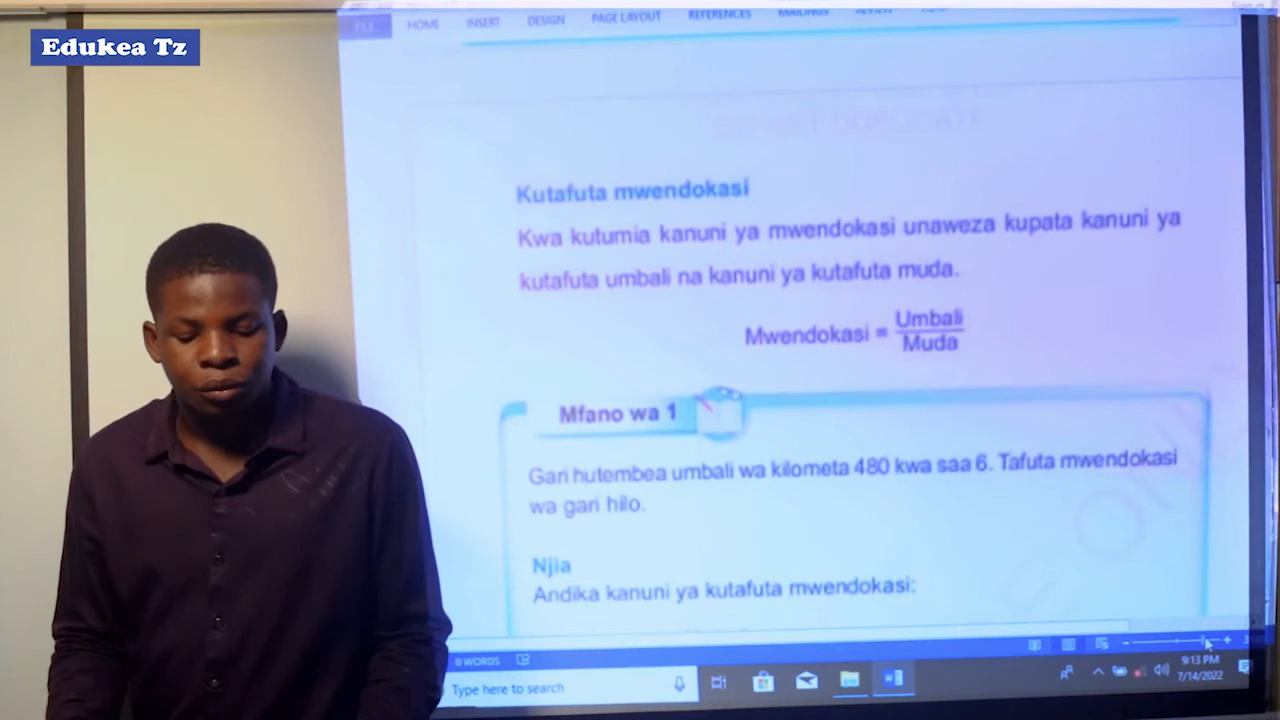 Edukea Tz
FILE HOME INSERT DESIGN PAGE LAYOUT REFERENCES MAILINGS REVIEW
Sign in
Kutafuta mwendokasi
Kwa kutumia kanuni ya mwendokasi unaweza kupata kanuni ya
kutafuta umbali na kanuni ya kutafuta muda.
Mwendokasi = Umbali
Muda
Mfano wa 1
Gari hutembea umbali wa kilometa 480 kwa saa 6. Tafuta mwendokasi
wa gari hilo.
Njia
Andika kanuni ya kutafuta mwendokasi:
0 WORDS
Type here to search
9:13 PM
7/14/2022